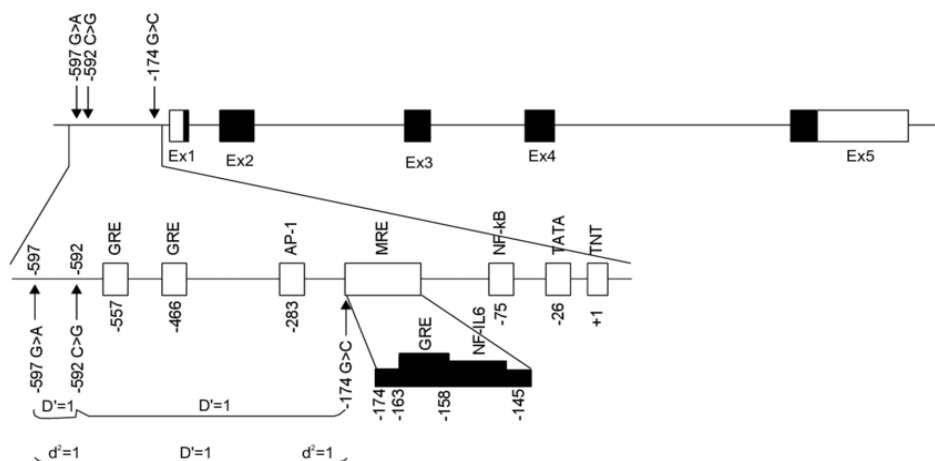 -597 G>A
-592 C>G
-174 G>C
Ex1
Ex2
Ex3
Ex4
Ex5
-597
-592
GRE
GRE
AP-1
MRE
NF-kB
TATA
TNT
-557
-466
-283
-75
-26
+1
-597 G>A
-592 C>G
-174 G>C
GRE
NF-IL6
-174
-163
-158
-145
D'=1
D'=1
d²=1
D'=1
d²=1